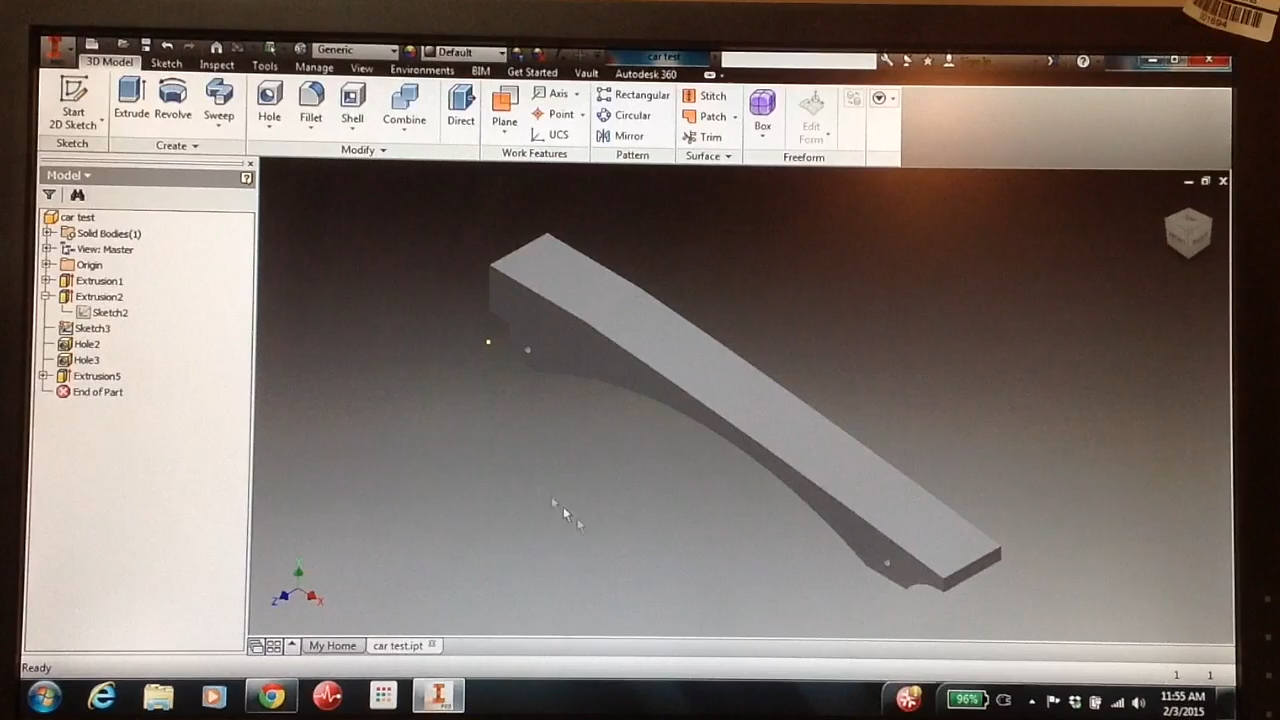 Generic
Default
car test
3D Model Sketch Inspect Tools Manage View Environments BIM Get Started Vault Autodesk 360
Start
2D Sketch
Extrude Revolve Sweep
Hole Fillet Shell Combine
Direct
Plane
Axis
Point
UCS
Rectangular
Circular
Mirror
Stitch
Patch
Trim
Box
Edit
Form
Sketch Create Modify Work Features Pattern Surface Freeform
Model
car test
Solid Bodies(1)
View: Master
Origin
Extrusion1
Extrusion2
Sketch2
Sketch3
Hole2
Hole3
Extrusion5
End of Part
Z X
My Home car test.ipt
Ready 1 1
96%
11:55 AM
2/3/2015